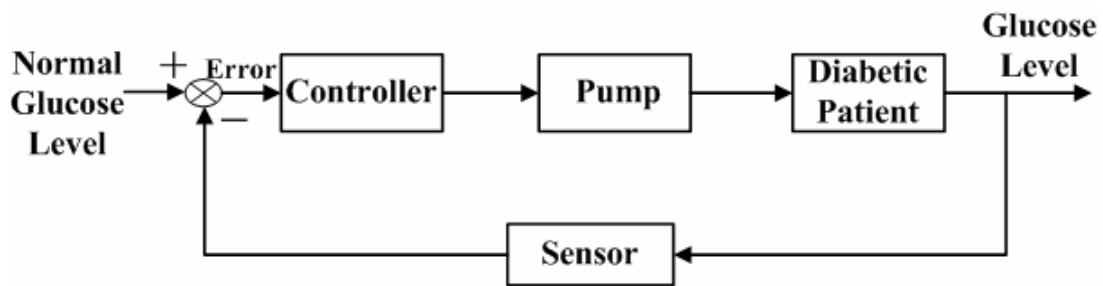 Normal
Glucose
Level
+
Error
−
Controller
Pump
Diabetic
Patient
Glucose
Level
Sensor